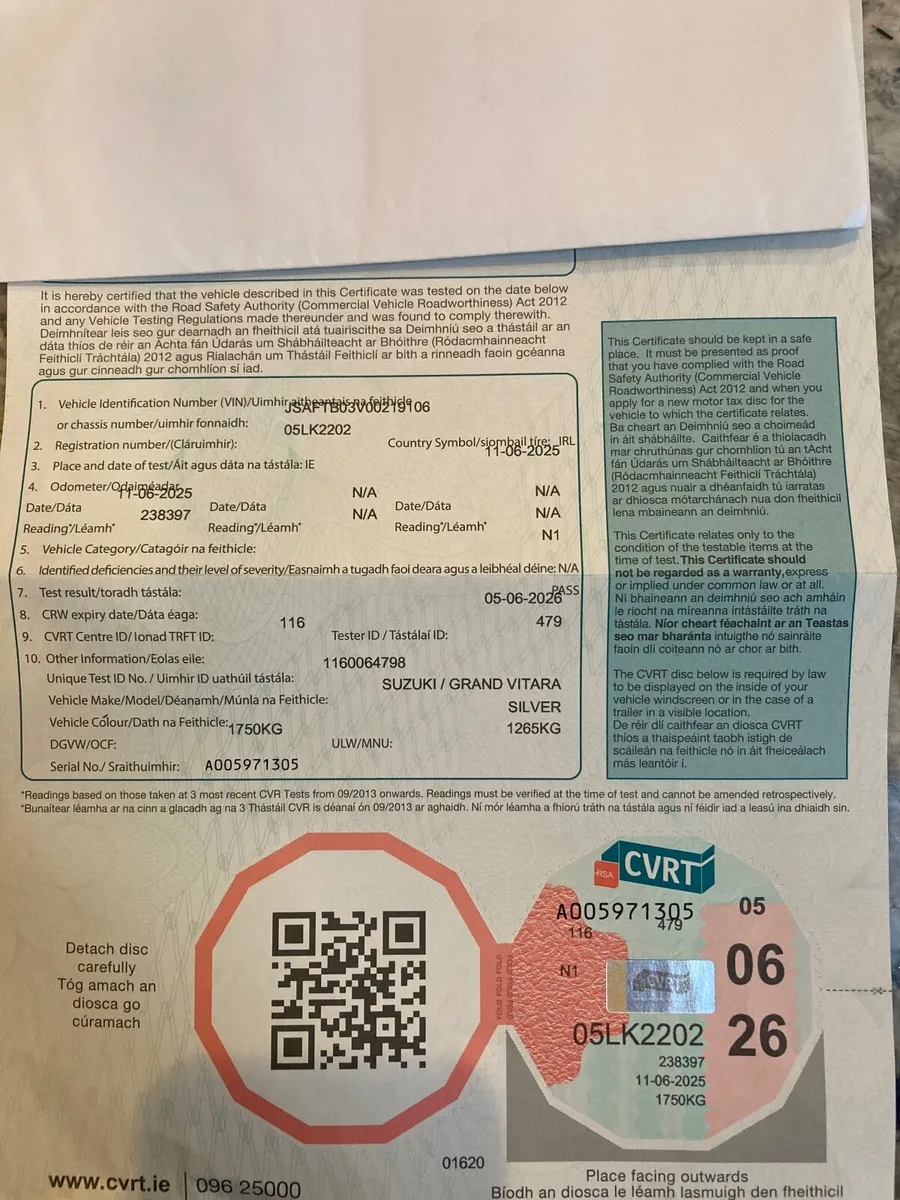 It is hereby certified that the vehicle described in this Certificate was tested on the date below
in accordance with the Road Safety Authority (Commercial Vehicle Roadworthiness) Act 2012
and any Vehicle Testing Regulations made thereunder and was found to comply therewith.
Deimhnítear leis seo gur dearnadh an fheithicil atá tuairiscithe sa Deimhniú seo a thástáil ar an
dáta thíos de réir an Achta fán Údarás um Shábháilteacht ar Bhóithre (Ródacmhainneacht
Feithiclí Tráchtála) 2012 agus Rialachán um Thástáil Feithiclí ar bith a rinneadh faoin gcéanna
agus gur cinneadh gur chomhlíon sí iad.
1. Vehicle Identification Number (VIN)/Uimhir aitheantais na feithicle
JSAFTB03V00219106
or chassis number/uimhir fonnaidh:
05LK2202
2. Registration number/(Cláruimhir):
Country Symbol/siombail tíre: IRL
11-06-2025
3. Place and date of test/Áit agus dáta na tástála: IE
4. Odometer/Odaiméadar
11-06-2025 N/A N/A
Date/Dáta Date/Dáta Date/Dáta
238397 N/A N/A
Reading*/Léamh* Reading*/Léamh* Reading*/Léamh*
N1
5. Vehicle Category/Catagóir na feithicle:
6. Identified deficiencies and their level of severity/Easnaimh a tugadh faoi deara agus a leibhéal déine: N/A
7. Test result/toradh tástála:
PASS
05-06-2026
8. CRW expiry date/Dáta éaga:
116 479
9. CVRT Centre ID/ Ionad TRFT ID: Tester ID / Tástálaí ID:
10. Other Information/Eolas eile:
1160064798
Unique Test ID No. / Uimhir ID uathúil tástála:
SUZUKI / GRAND VITARA
Vehicle Make/Model/Déanamh/Múnla na Feithicle:
SILVER
Vehicle Colour/Dath na Feithicle:
1750KG 1265KG
DGVW/OCF: ULW/MNU:
Serial No./ Sraithuimhir: A005971305
This Certificate should be kept in a safe
place. It must be presented as proof
that you have complied with the Road
Safety Authority (Commercial Vehicle
Roadworthiness) Act 2012 and when you
apply for a new motor tax disc for the
vehicle to which the certificate relates.
Ba cheart an Deimhniú seo a choimeád
in áit shábháilte. Caithfear é a thíolacadh
mar chruthúnas gur chomhlíon tú an tAcht
fán Údarás um Shábháilteacht ar Bhóithre
(Ródacmhainneacht Feithiclí Tráchtála)
2012 agus nuair a dhéanfaidh tú iarratas
ar dhiosca mótarchánach nua don fheithicil
lena mbaineann an deimhniú.
This Certificate relates only to the
condition of the testable items at the
time of test. This Certificate should
not be regarded as a warranty, express
or implied under common law or at all.
Ní bhaineann an deimhniú seo ach amháin
le riocht na míreanna intástáilte tráth na
tástála. Níor cheart féachaint ar an Teastas
seo mar bharánta intuigthe nó sainráite
faoin dlí coiteann nó ar chor ar bith.
The CVRT disc below is required by law
to be displayed on the inside of your
vehicle windscreen or in the case of a
trailer in a visible location.
De réir dlí caithfear an diosca CVRT
thíos a thaispeáint taobh istigh de
scáileán na feithicle nó in áit fheiceálach
más leantóir í.
*Readings based on those taken at 3 most recent CVR Tests from 09/2013 onwards. Readings must be verified at the time of test and cannot be amended retrospectively.
*Bunaítear léamha ar na cinn a glacadh ag na 3 Thástáil CVR is déanaí ón 09/2013 ar aghaidh. Ní mór léamha a fhíorú tráth na tástála agus ní féidir iad a leasú ina dhiaidh sin.
Detach disc
carefully
Tóg amach an
diosca go
cúramach
FOLD FOLD FOLD
RSA
CVRT
A005971305
05
116 479
N1
CVRT
06
05LK2202
26
238397
11-06-2025
1750KG
01620
www.cvrt.ie 096 25000
Place facing outwards
Bíodh an diosca le léamh lasmuigh den fheithicil